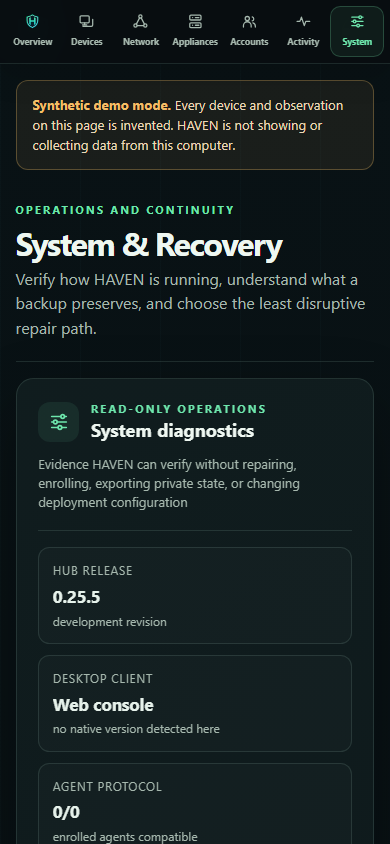 Overview
Devices
Network
Appliances
Accounts
Activity
System
Synthetic demo mode. Every device and observation
on this page is invented. HAVEN is not showing or
collecting data from this computer.
OPERATIONS AND CONTINUITY
System & Recovery
Verify how HAVEN is running, understand what a
backup preserves, and choose the least disruptive
repair path.
READ-ONLY OPERATIONS
System diagnostics
Evidence HAVEN can verify without repairing,
enrolling, exporting private state, or changing
deployment configuration
HUB RELEASE
0.25.5
development revision
DESKTOP CLIENT
Web console
no native version detected here
AGENT PROTOCOL
0/0
enrolled agents compatible